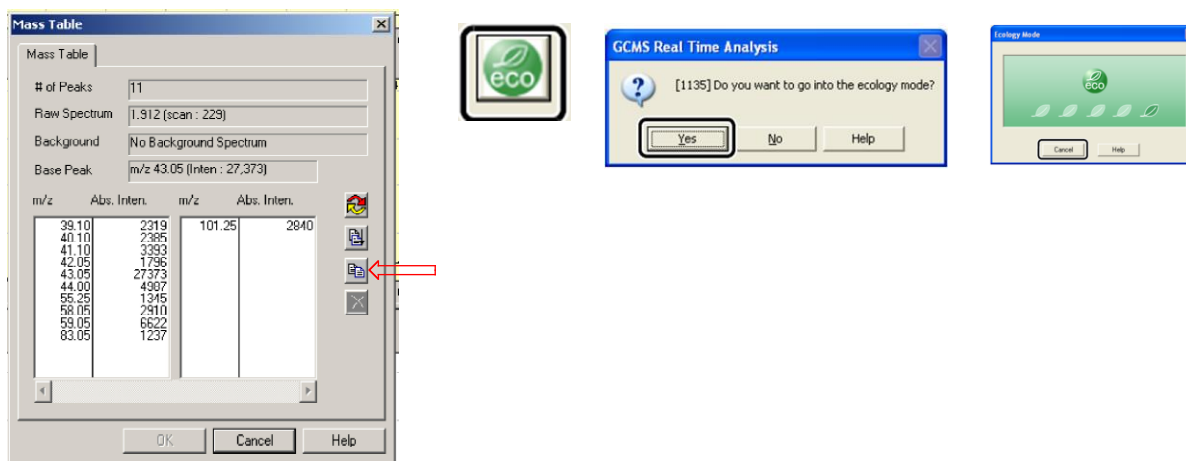 Mass Table
Mass Table
# of Peaks 11
Raw Spectrum 1.912 (scan : 229)
Background No Background Spectrum
Base Peak m/z 43.05 (Inten : 27,373)
m/z Abs. Inten. m/z Abs. Inten.
39.10 2319 101.25 2840
40.10 2385
41.10 3393
42.05 1796
43.05 27373
44.00 4987
55.25 1345
58.05 2910
59.05 6622
83.05 1237
OK Cancel Help
eco
GCMS Real Time Analysis
[1135] Do you want to go into the ecology mode?
Yes No Help
Ecology Mode
eco
Cancel Help